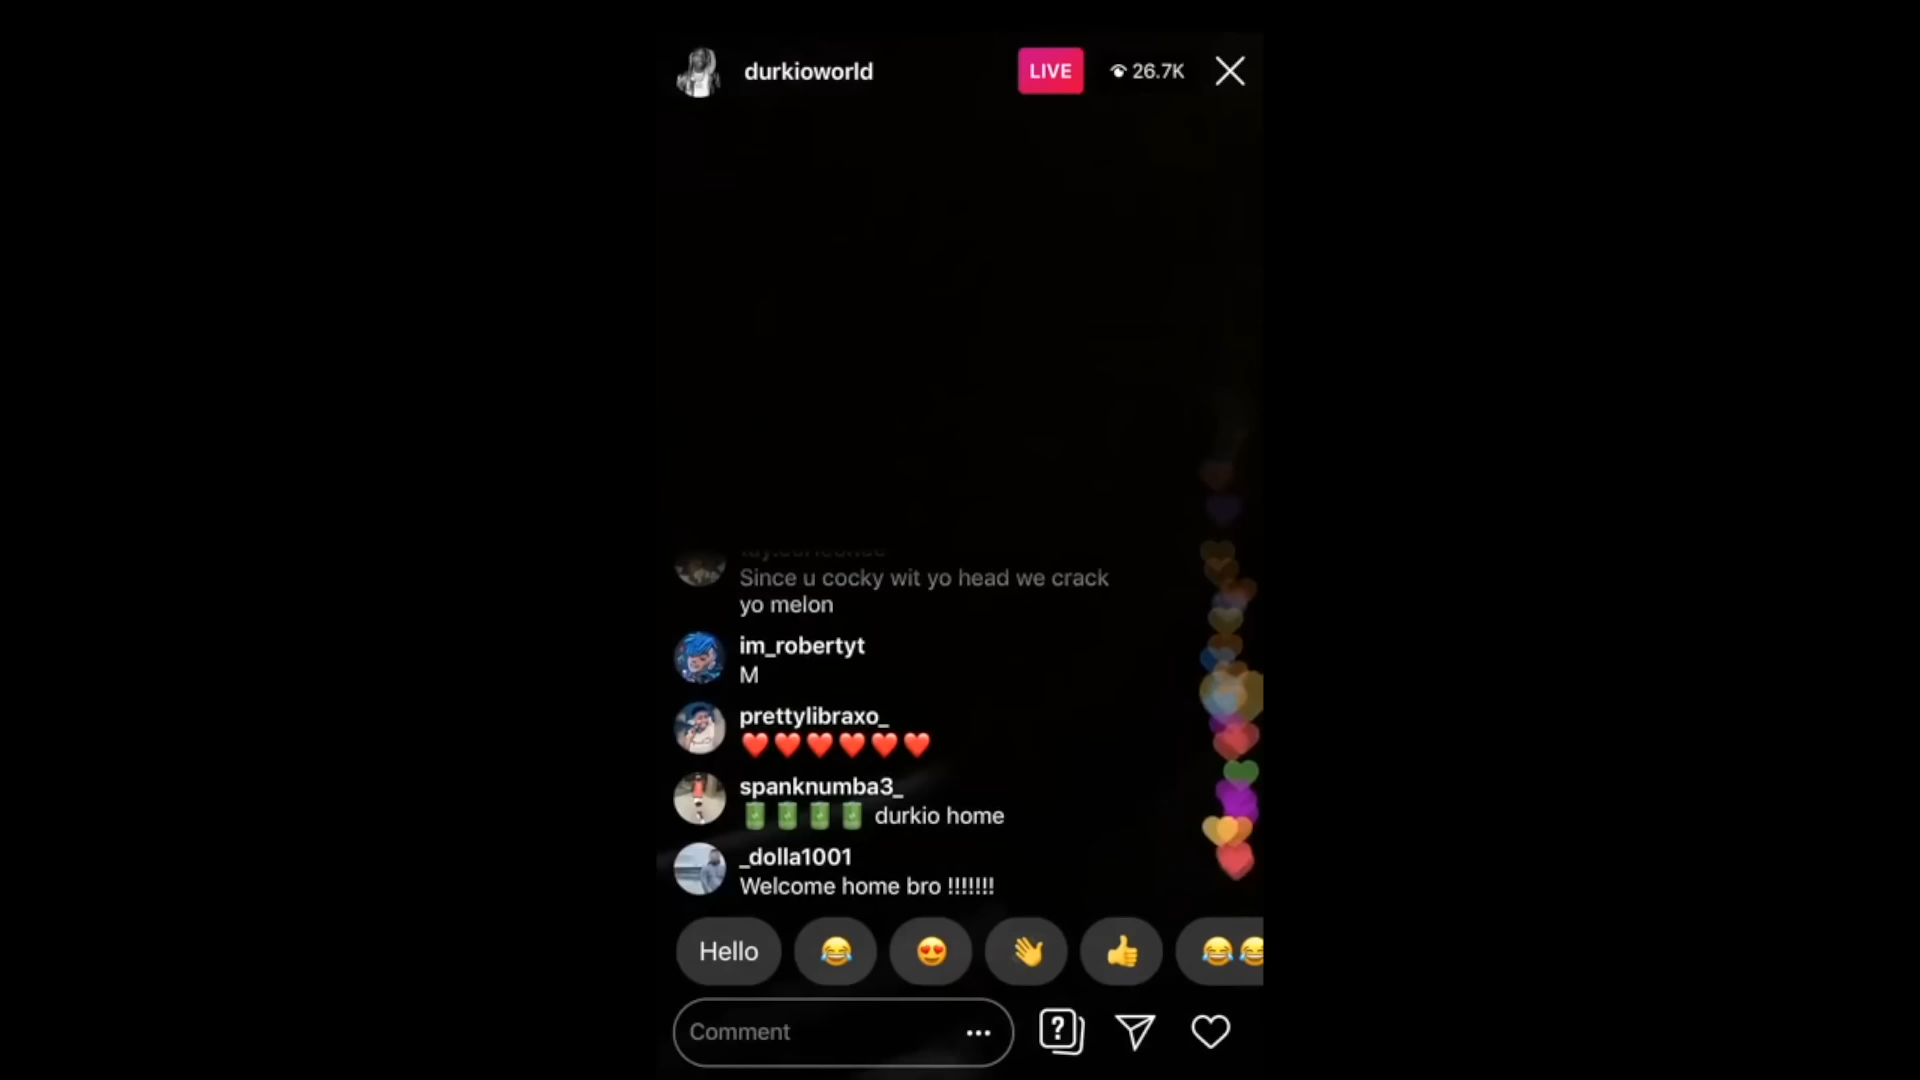 durkioworld LIVE 26.7K
Since u cocky wit yo head we crack
yo melon
im_robertyt
M
prettylibraxo_
❤️❤️❤️❤️❤️❤️
spanknumba3_
🔋🔋🔋🔋 durkio home
_dolla1001
Welcome home bro !!!!!!!
Hello 😂 😍 👋 👍 😂😂
Comment ...